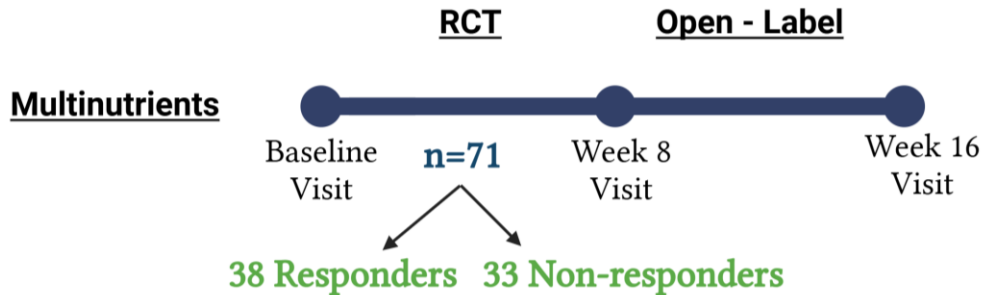 RCT Open - Label
Multinutrients
Baseline Visit
n=71
Week 8 Visit
Week 16 Visit
38 Responders 33 Non-responders